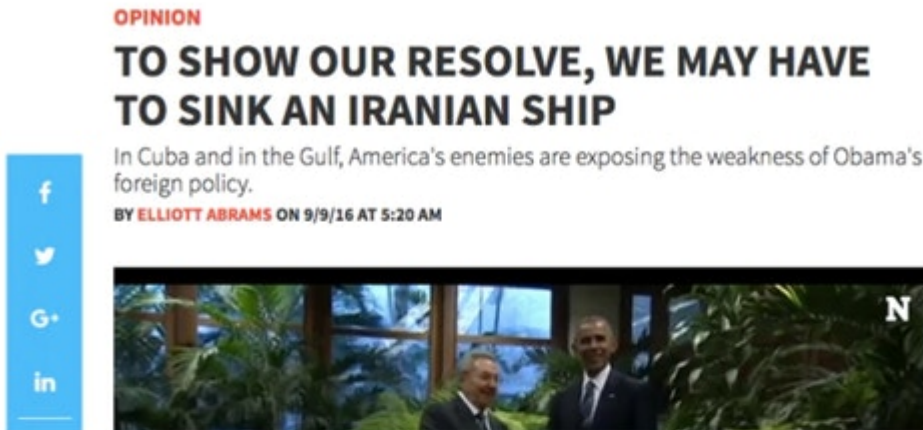 OPINION
TO SHOW OUR RESOLVE, WE MAY HAVE
TO SINK AN IRANIAN SHIP
In Cuba and in the Gulf, America's enemies are exposing the weakness of Obama's
foreign policy.
BY ELLIOTT ABRAMS ON 9/9/16 AT 5:20 AM
f
G+
in
N